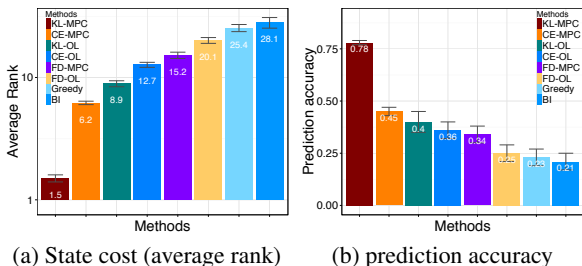 Methods
KL-MPC
CE-MPC
KL-OL
CE-OL
FD-MPC
FD-OL
Greedy
BI
Average Rank
10
1
1.5
6.2
8.9
12.7
15.2
20.1
25.4
28.1
Methods
(a) State cost (average rank)
Methods
KL-MPC
CE-MPC
KL-OL
CE-OL
FD-MPC
FD-OL
Greedy
BI
Prediction accuracy
0.75
0.50
0.25
0.00
0.78
0.45
0.4
0.36
0.34
0.23
0.21
Methods
(b) prediction accuracy